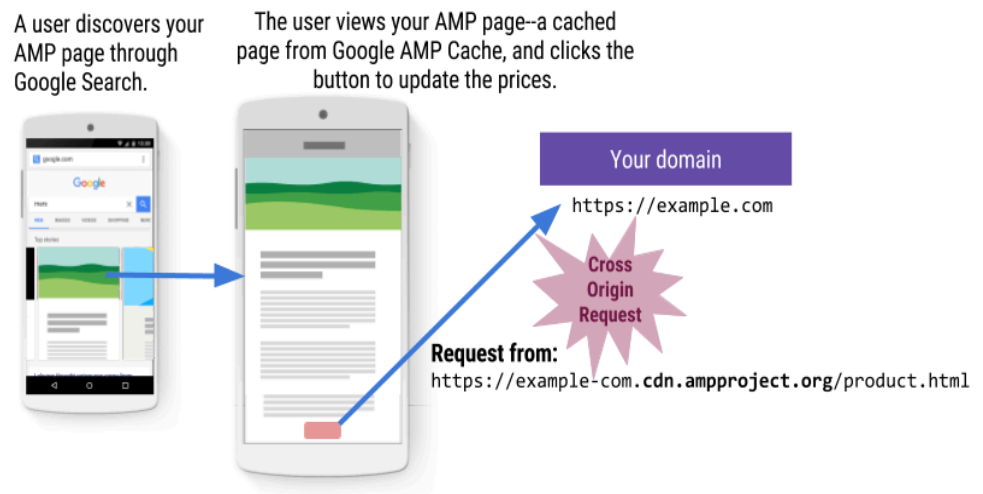 A user discovers your
AMP page through
Google Search.
The user views your AMP page--a cached
page from Google AMP Cache, and clicks the
button to update the prices.
google.com
Google
Top stories
Your domain
https://example.com
Cross
Origin
Request
Request from:
https://example-com.cdn.ampproject.org/product.html